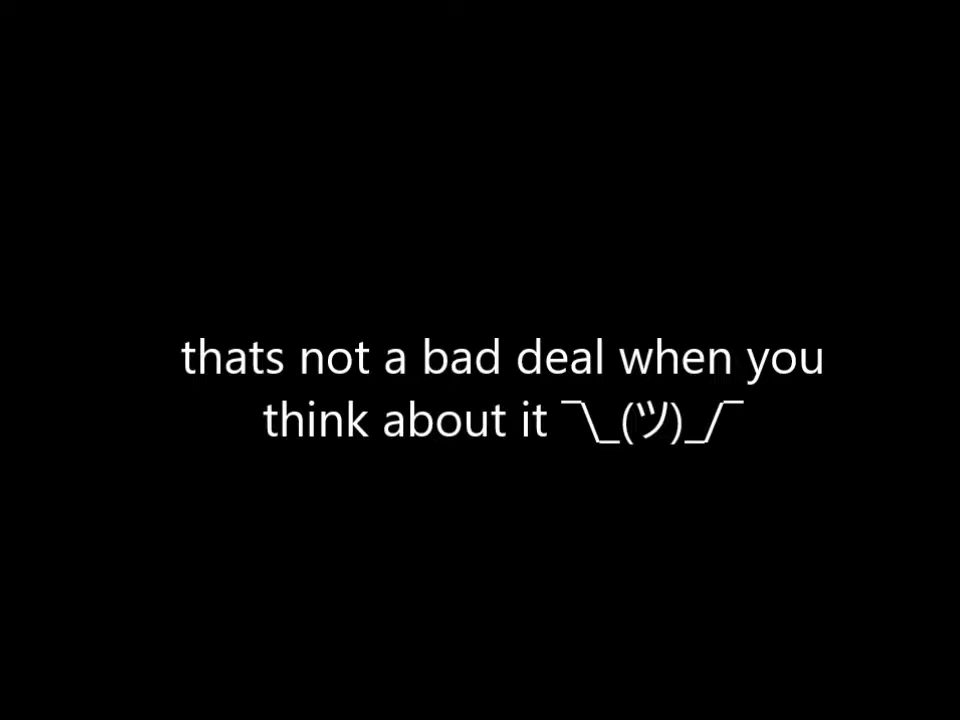 thats not a bad deal when you
think about it ¯\_(ツ)_/¯